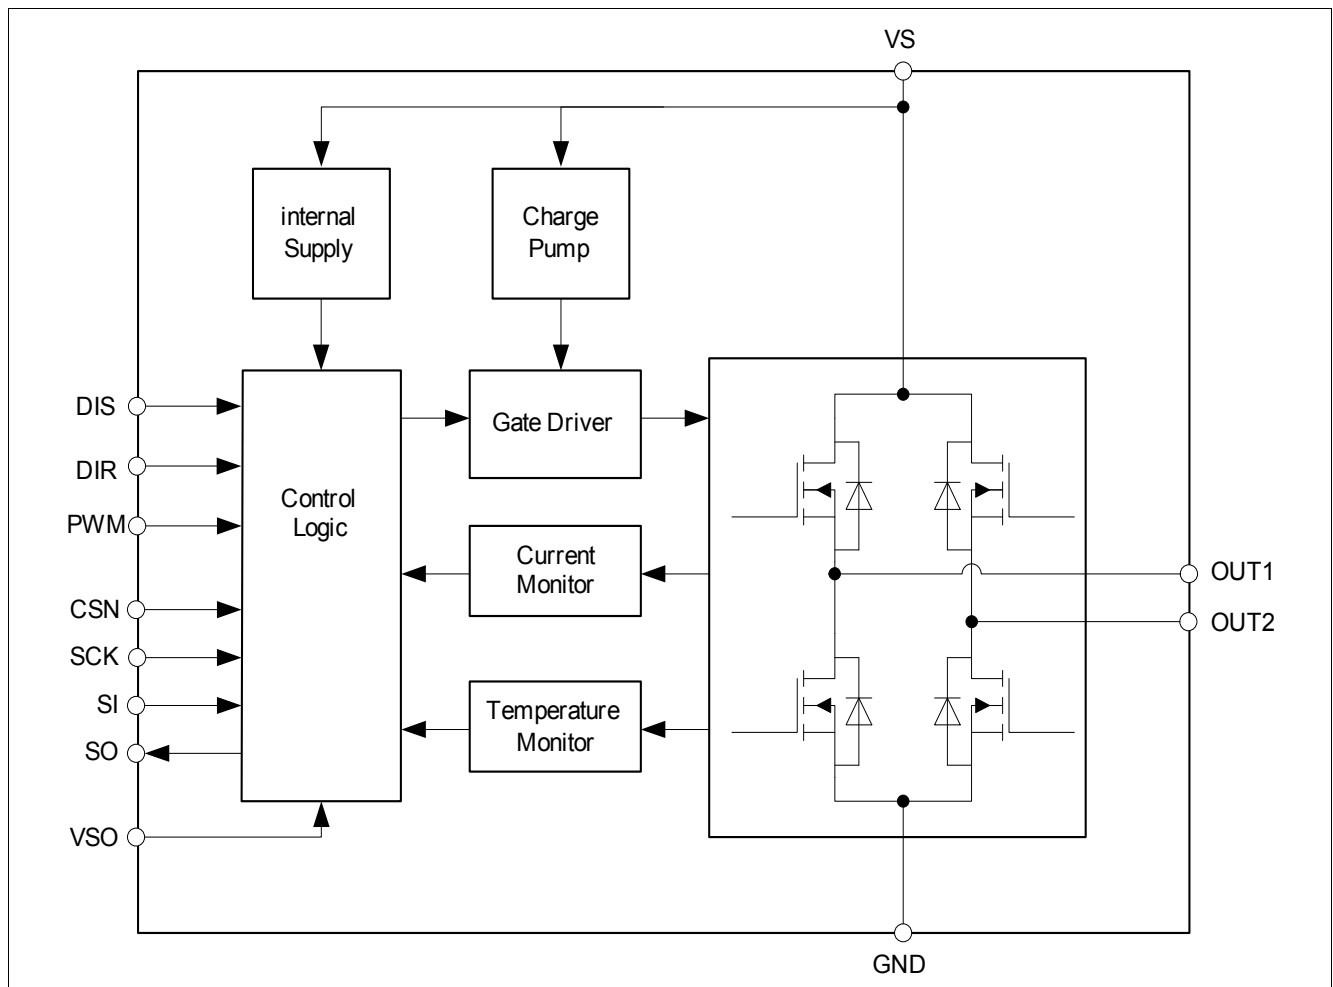 VS
internal
Supply
Charge
Pump
DIS
DIR
PWM
CSN
SCK
SI
SO
VSO
Control
Logic
Gate Driver
Current
Monitor
Temperature
Monitor
OUT1
OUT2
GND